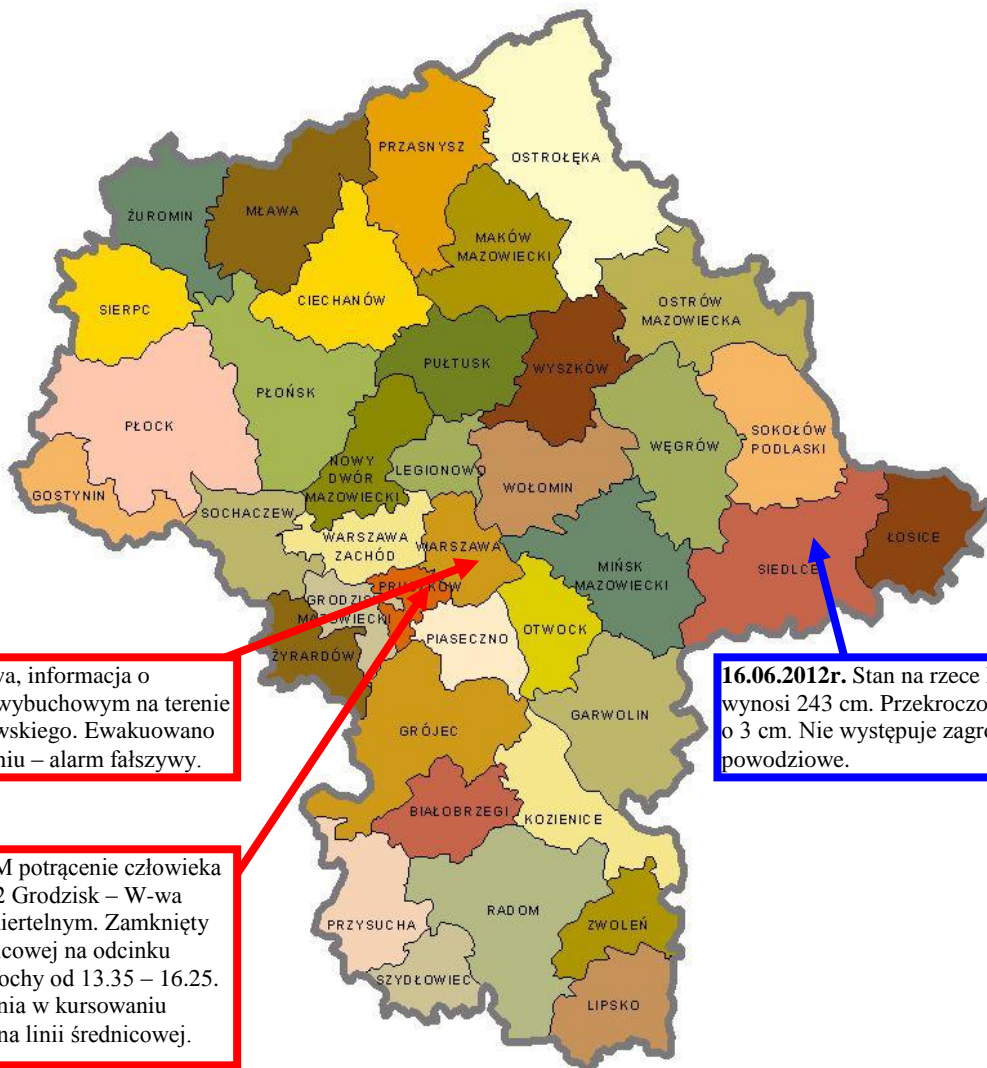 PRZASNYSZ
OSTROŁĘKA
ŻUROMIN
MŁAWA
MAKÓW
MAZOWIECKI
SIERPC
CIECHANÓW
OSTRÓW
MAZOWIECKA
PUŁTUSK
WYSZKÓW
PŁOŃSK
PŁOCK
SOKOŁÓW
PODLASKI
WĘGRÓW
NOWY
DWÓR
MAZOWIECKI
LEGIONOWO
GOSTYNIN
WOŁOMIN
SOCHACZEW
WARSZAWA
ZACHÓD
WARSZAWA
ŁOSICE
MIŃSK
MAZOWIECKI
SIEDLCE
PRUSZKÓW
GRODZISK
MAZOWIECKI
PIASECZNO
OTWOCK
ŻYRARDÓW
GARWOLIN
GRÓJEC
BIAŁOBRZEGI
KOZIENICE
RADOM
PRZYSUCHA
ZWOLEŃ
SZYDŁOWIEC
LIPSKO
wa, informacja o
wybuchowym na terenie
wskiego. Ewakuowano
niu – alarm fałszywy.
16.06.2012r. Stan na rzece
wynosi 243 cm. Przekroczo
o 3 cm. Nie występuje zagro
powodziowe.
M potrącenie człowieka
2 Grodzisk – W-wa
miertelnym. Zamknięty
icowej na odcinku
ochy od 13.35 – 16.25.
nia w kursowaniu
na linii średnicowej.